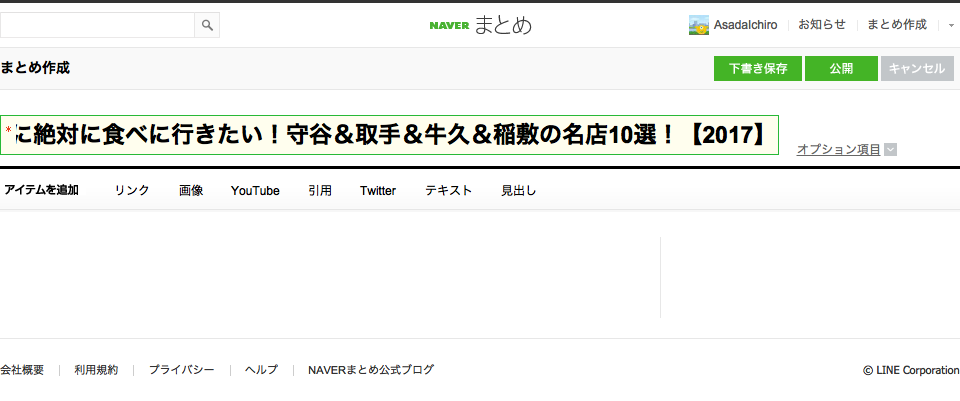 NAVER まとめ
AsadaIchiro お知らせ まとめ作成
まとめ作成
下書き保存 公開 キャンセル
*に絶対に食べに行きたい！守谷＆取手＆牛久＆稲敷の名店10選！【2017】
オプション項目
アイテムを追加 リンク 画像 YouTube 引用 Twitter テキスト 見出し
会社概要 利用規約 プライバシー ヘルプ NAVERまとめ公式ブログ
© LINE Corporation